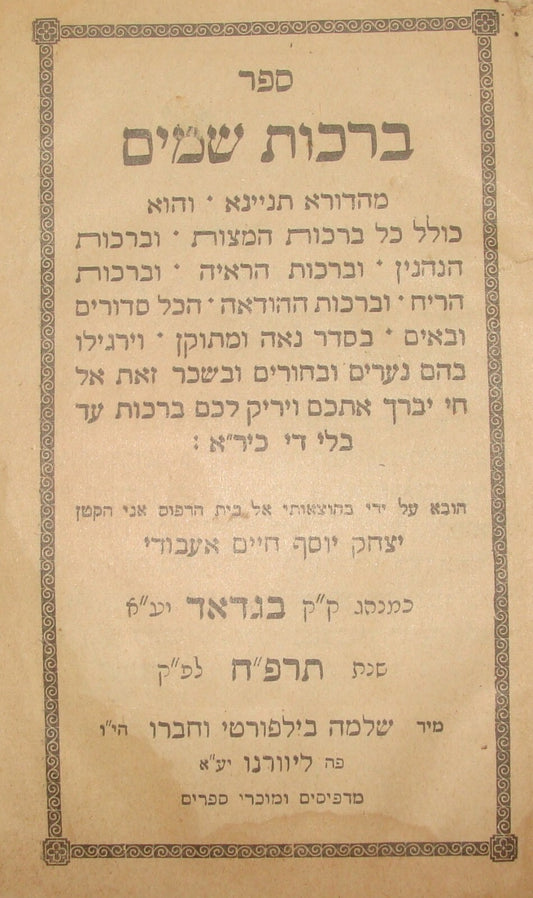 ספר
ברכות שמים
מהדורא תניינא · והוא
כולל כל ברכות המצות · וברכות
הנהנין · וברכות הראיה · וברכות
הריח · וברכות ההודאה · הכל סדורים
ובאים · בסדר נאה ומתוקן · וירגילו
בהם נערים ובחורים ובשכר זאת אל
חי יברך אתכם ויריק לכם ברכות עד
בלי די כיר״א :
הובא על ידי בהוצאותי אל בית הדפוס אני הקטן
יצחק יוסף חיים אעבודי
כמנהג ק״ק בגדאד יע״א
שנת תרפ״ח לפ״ק
מיד שלמה בילפורטי וחברו הי״ו
פה ליוורנו יע״א
מדפיסים ומוכרי ספרים